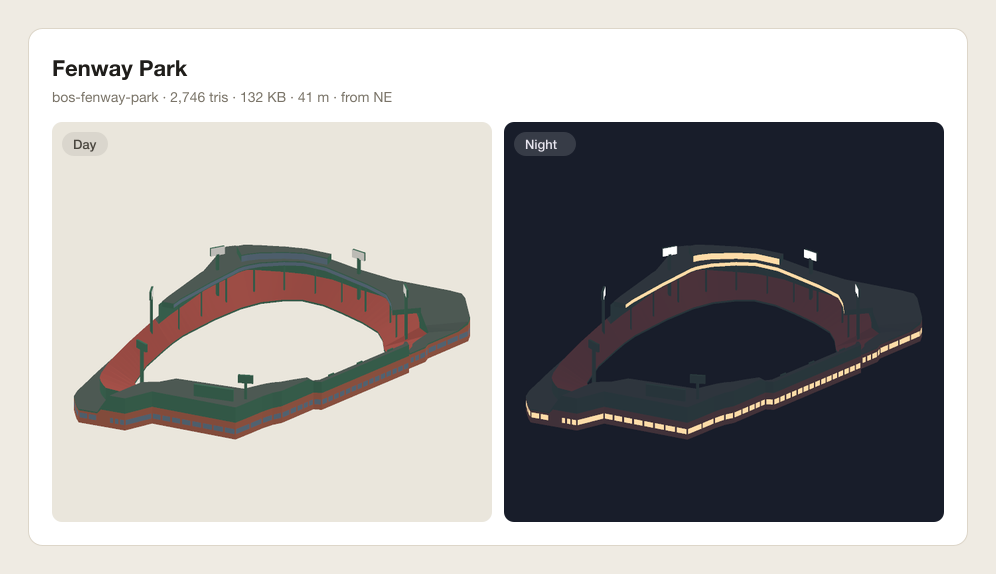 Fenway Park
bos-fenway-park · 2,746 tris · 132 KB · 41 m · from NE
Day
Night